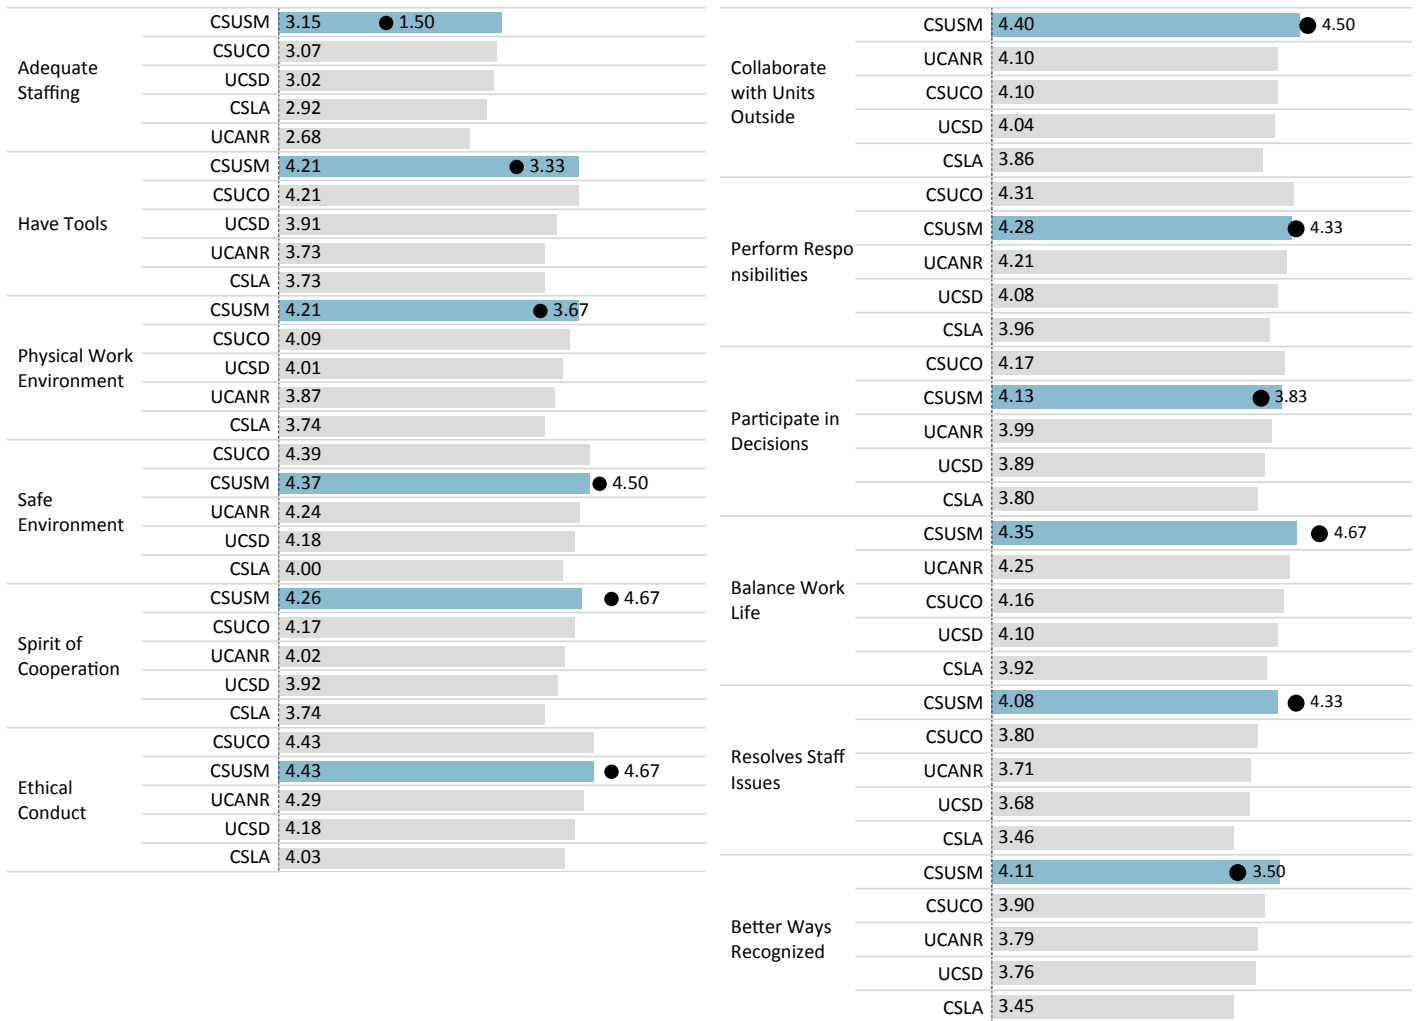 Adequate
Staffing
CSUSM 3.15 1.50
CSUCO 3.07
UCSD 3.02
CSLA 2.92
UCANR 2.68
Have Tools
CSUSM 4.21 3.33
CSUCO 4.21
UCSD 3.91
UCANR 3.73
CSLA 3.73
Physical Work
Environment
CSUSM 4.21 3.67
CSUCO 4.09
UCSD 4.01
UCANR 3.87
CSLA 3.74
Safe
Environment
CSUCO 4.39
CSUSM 4.37 4.50
UCANR 4.24
UCSD 4.18
CSLA 4.00
Spirit of
Cooperation
CSUSM 4.26 4.67
CSUCO 4.17
UCANR 4.02
UCSD 3.92
CSLA 3.74
Ethical
Conduct
CSUCO 4.43
CSUSM 4.43 4.67
UCANR 4.29
UCSD 4.18
CSLA 4.03
Collaborate
with Units
Outside
CSUSM 4.40 4.50
UCANR 4.10
CSUCO 4.10
UCSD 4.04
CSLA 3.86
Perform Respo
nsibilities
CSUCO 4.31
CSUSM 4.28 4.33
UCANR 4.21
UCSD 4.08
CSLA 3.96
Participate in
Decisions
CSUCO 4.17
CSUSM 4.13 3.83
UCANR 3.99
UCSD 3.89
CSLA 3.80
Balance Work
Life
CSUSM 4.35 4.67
UCANR 4.25
CSUCO 4.16
UCSD 4.10
CSLA 3.92
Resolves Staff
Issues
CSUSM 4.08 4.33
CSUCO 3.80
UCANR 3.71
UCSD 3.68
CSLA 3.46
Better Ways
Recognized
CSUSM 4.11 3.50
CSUCO 3.90
UCANR 3.79
UCSD 3.76
CSLA 3.45